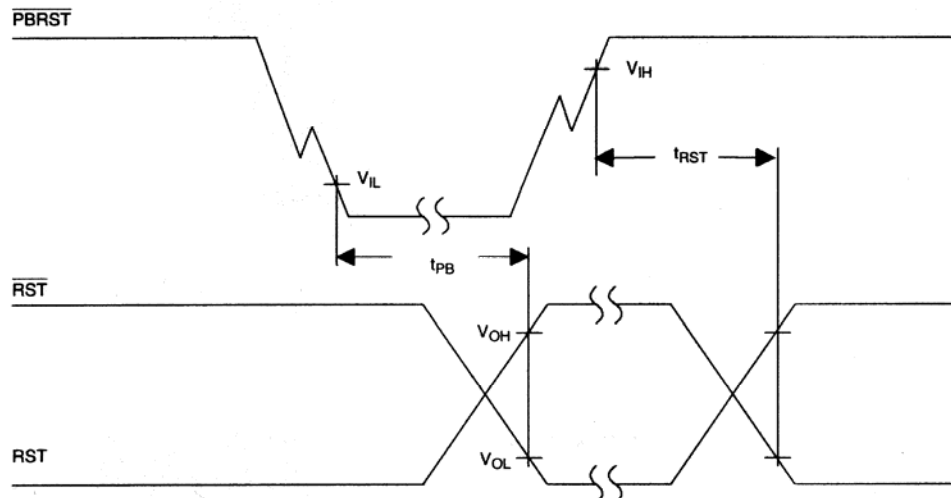 PBRST
V_IH
t_RST
V_IL
t_PB
RST
V_OH
RST
V_OL